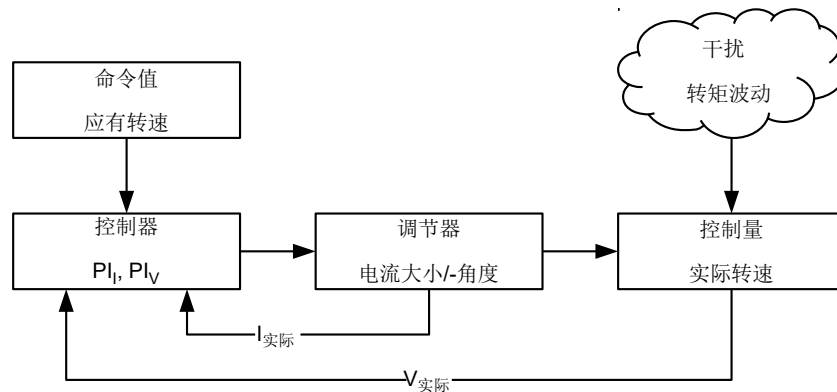 命令值
应有转速
干扰
转矩波动
控制器
PI_I, PI_V
调节器
电流大小/-角度
控制量
实际转速
I实际
V实际